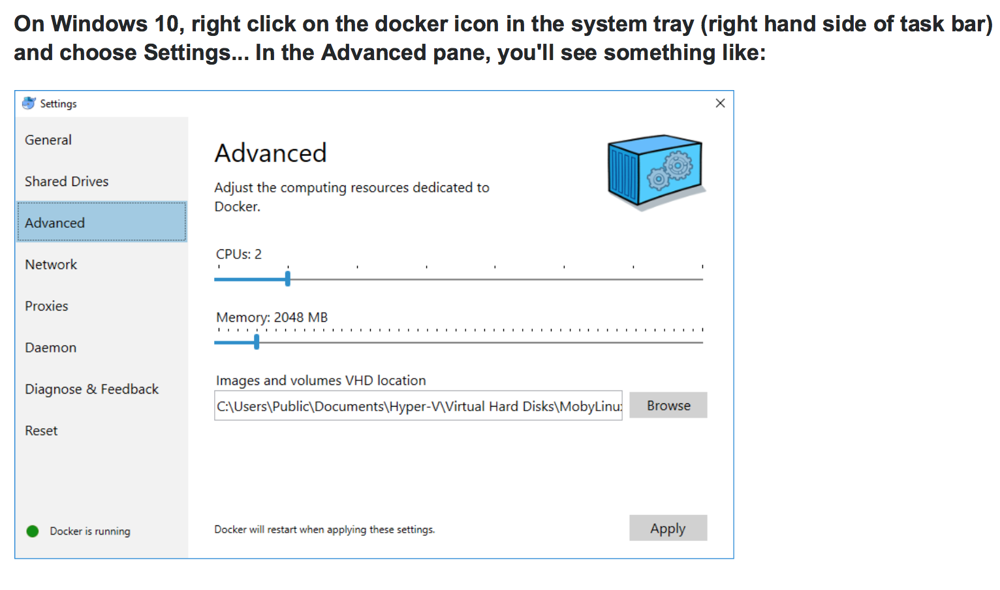 On Windows 10, right click on the docker icon in the system tray (right hand side of task bar)
and choose Settings... In the Advanced pane, you'll see something like:
Settings
General
Shared Drives
Advanced
Network
Proxies
Daemon
Diagnose & Feedback
Reset
Docker is running
Advanced
Adjust the computing resources dedicated to
Docker.
CPUs: 2
Memory: 2048 MB
Images and volumes VHD location
C:\Users\Public\Documents\Hyper-V\Virtual Hard Disks\MobyLinu
Browse
Docker will restart when applying these settings.
Apply